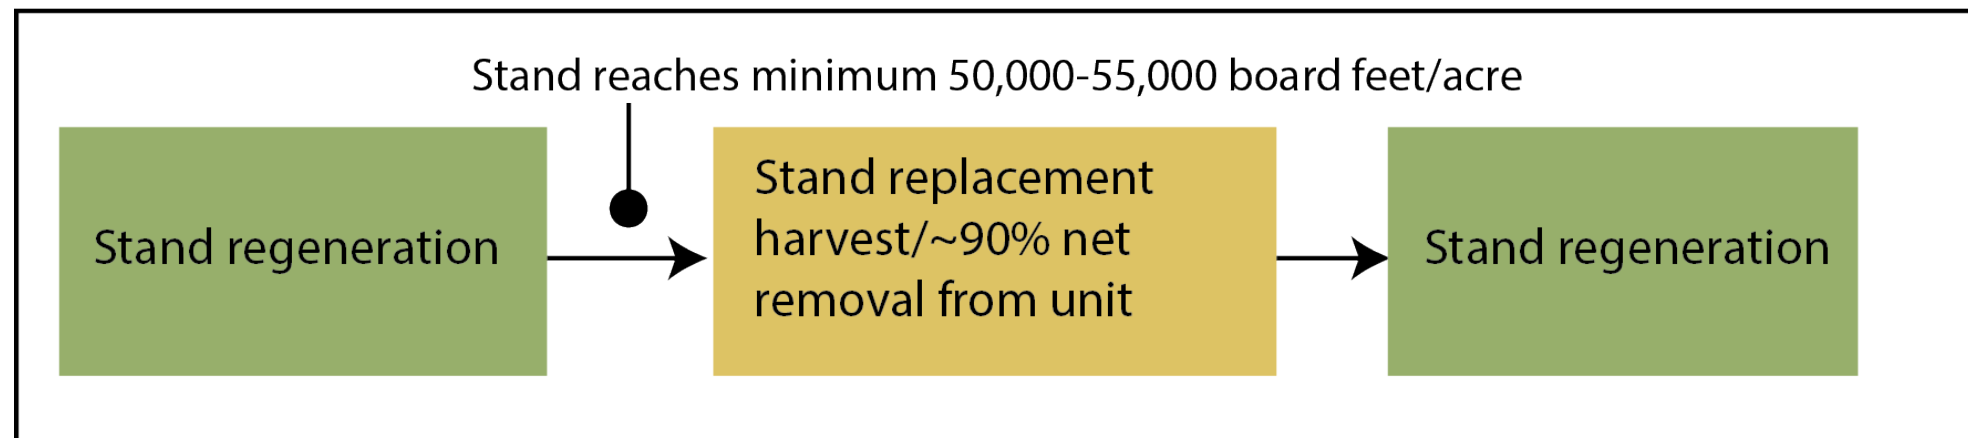 Stand reaches minimum 50,000-55,000 board feet/acre
Stand regeneration
Stand replacement
harvest/~90% net
removal from unit
Stand regeneration